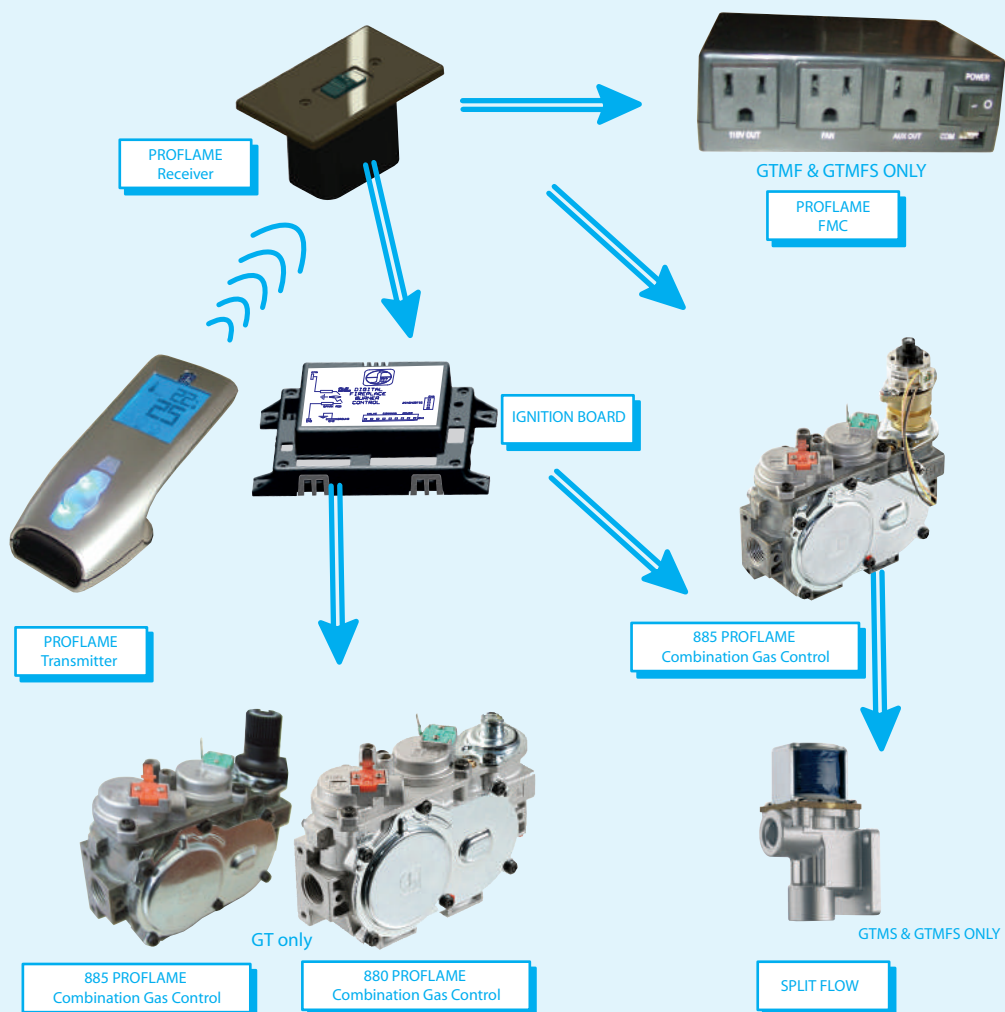 PROFLAME
Receiver
110V OUT
FAN
AUX OUT
COM
POWER
GTMF & GTMFS ONLY
PROFLAME
FMC
DIGITAL
FIREPLACE
BURNER
CONTROL
IGNITION BOARD
PROFLAME
Transmitter
885 PROFLAME
Combination Gas Control
GT only
885 PROFLAME
Combination Gas Control
880 PROFLAME
Combination Gas Control
GTMS & GTMFS ONLY
SPLIT FLOW